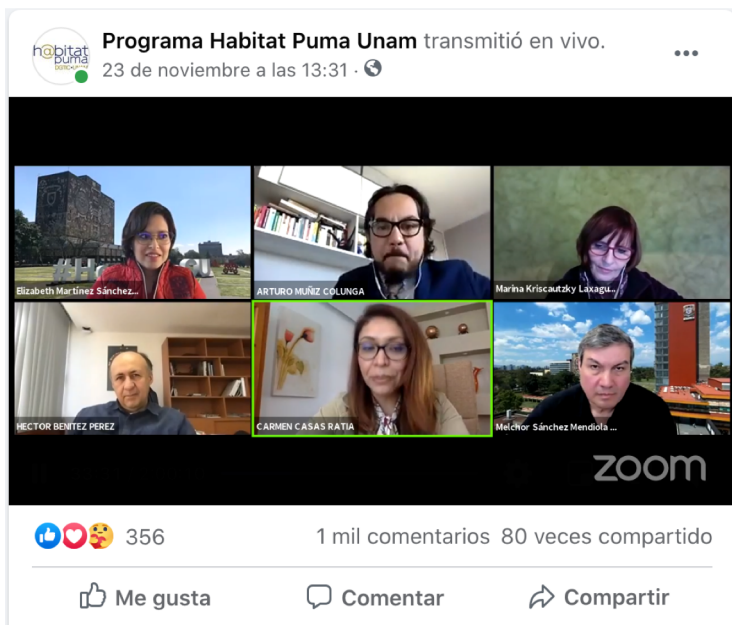 h@bitat
puma
Programa Habitat Puma Unam transmitió en vivo.
23 de noviembre a las 13:31 ·
Elizabeth Martínez Sánchez...
ARTURO MUÑIZ COLUNGA
Marina Kriscautzky Laxagu...
HECTOR BENITEZ PEREZ
CARMEN CASAS RATIA
Melchor Sánchez Mendiola ...
zoom
356
1 mil comentarios 80 veces compartido
Me gusta
Comentar
Compartir